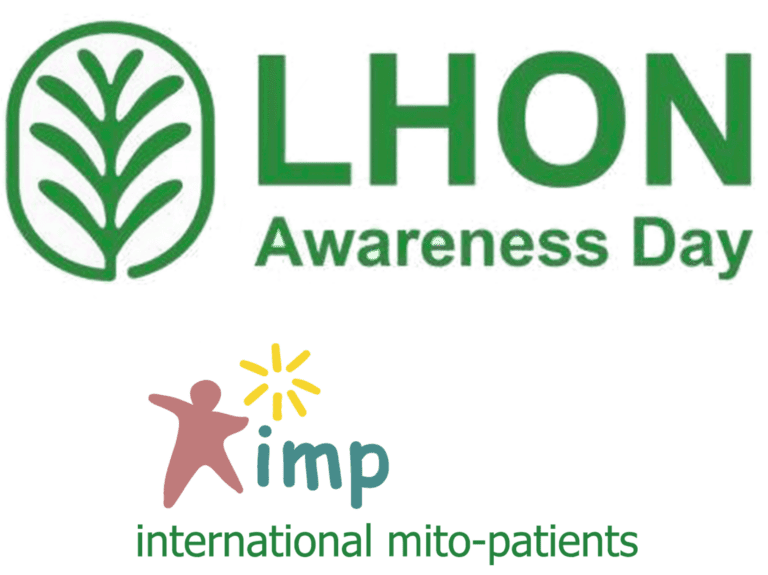 LHON
Awareness Day
imp
international mito-patients